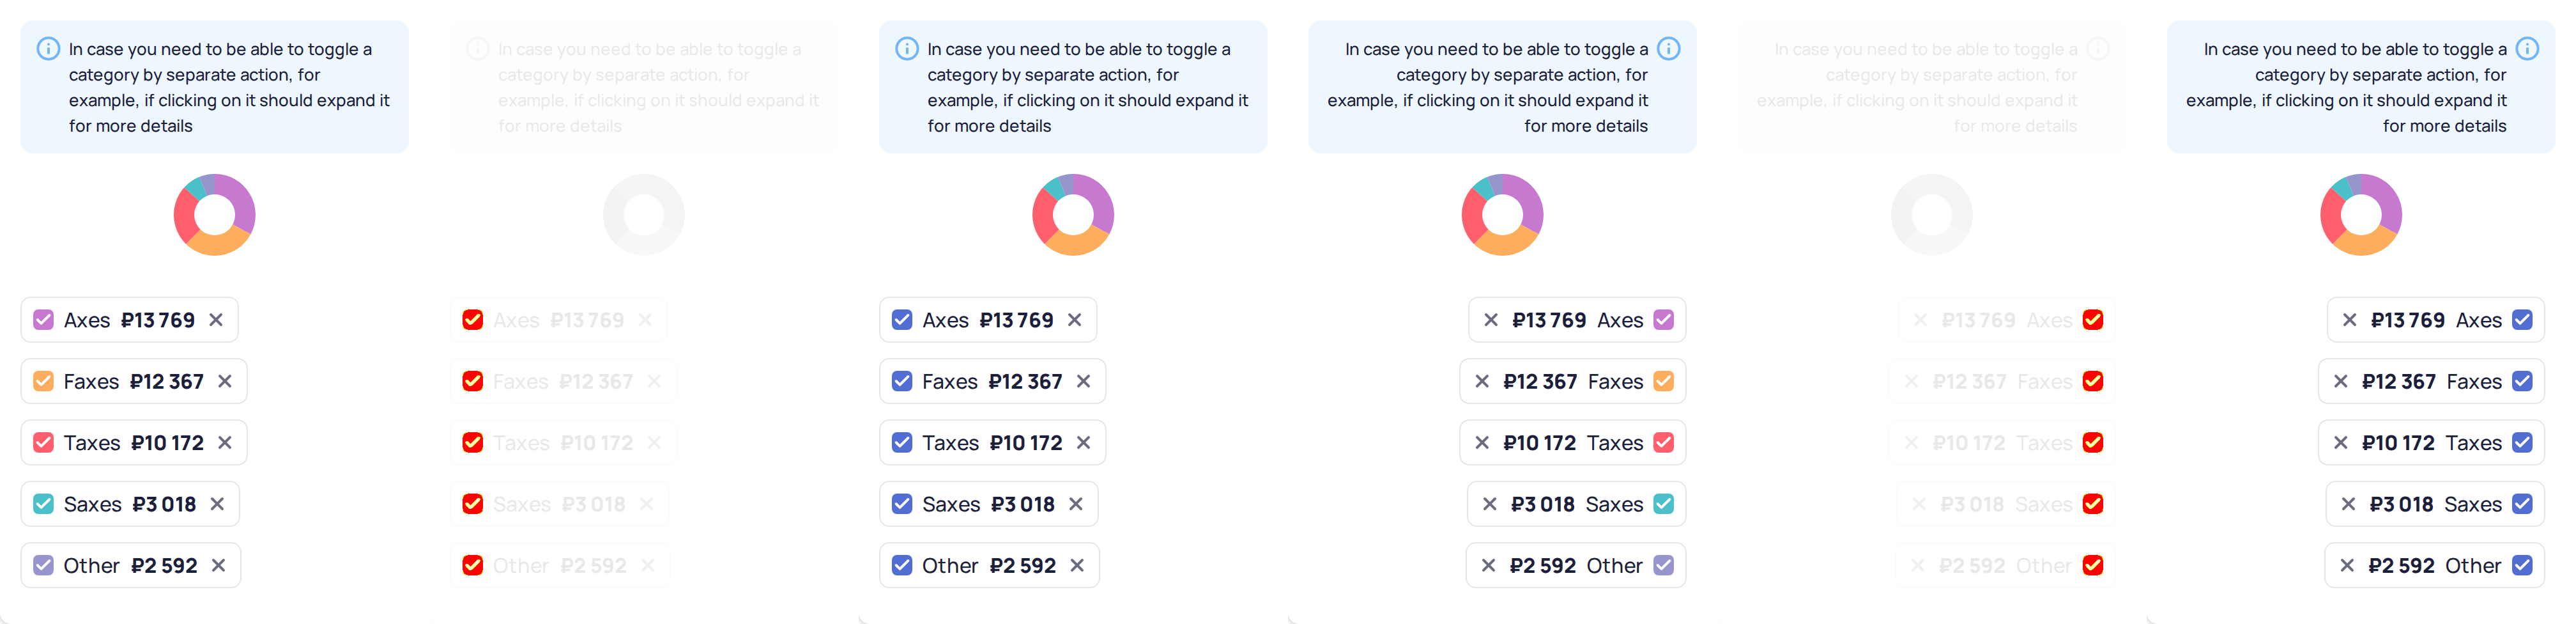 In case you need to be able to toggle a
category by separate action, for
example, if clicking on it should expand it
for more details
Axes ₽13 769
Faxes ₽12 367
Taxes ₽10 172
Saxes ₽3 018
Other ₽2 592
In case you need to be able to toggle a
category by separate action, for
example, if clicking on it should expand it
for more details
Axes ₽13 769
Faxes ₽12 367
Taxes ₽10 172
Saxes ₽3 018
Other ₽2 592
In case you need to be able to toggle a
category by separate action, for
example, if clicking on it should expand it
for more details
Axes ₽13 769
Faxes ₽12 367
Taxes ₽10 172
Saxes ₽3 018
Other ₽2 592
In case you need to be able to toggle a
category by separate action, for
example, if clicking on it should expand it
for more details
₽13 769 Axes
₽12 367 Faxes
₽10 172 Taxes
₽3 018 Saxes
₽2 592 Other
In case you need to be able to toggle a
category by separate action, for
example, if clicking on it should expand it
for more details
₽13 769 Axes
₽12 367 Faxes
₽10 172 Taxes
₽3 018 Saxes
₽2 592 Other
In case you need to be able to toggle a
category by separate action, for
example, if clicking on it should expand it
for more details
₽13 769 Axes
₽12 367 Faxes
₽10 172 Taxes
₽3 018 Saxes
₽2 592 Other